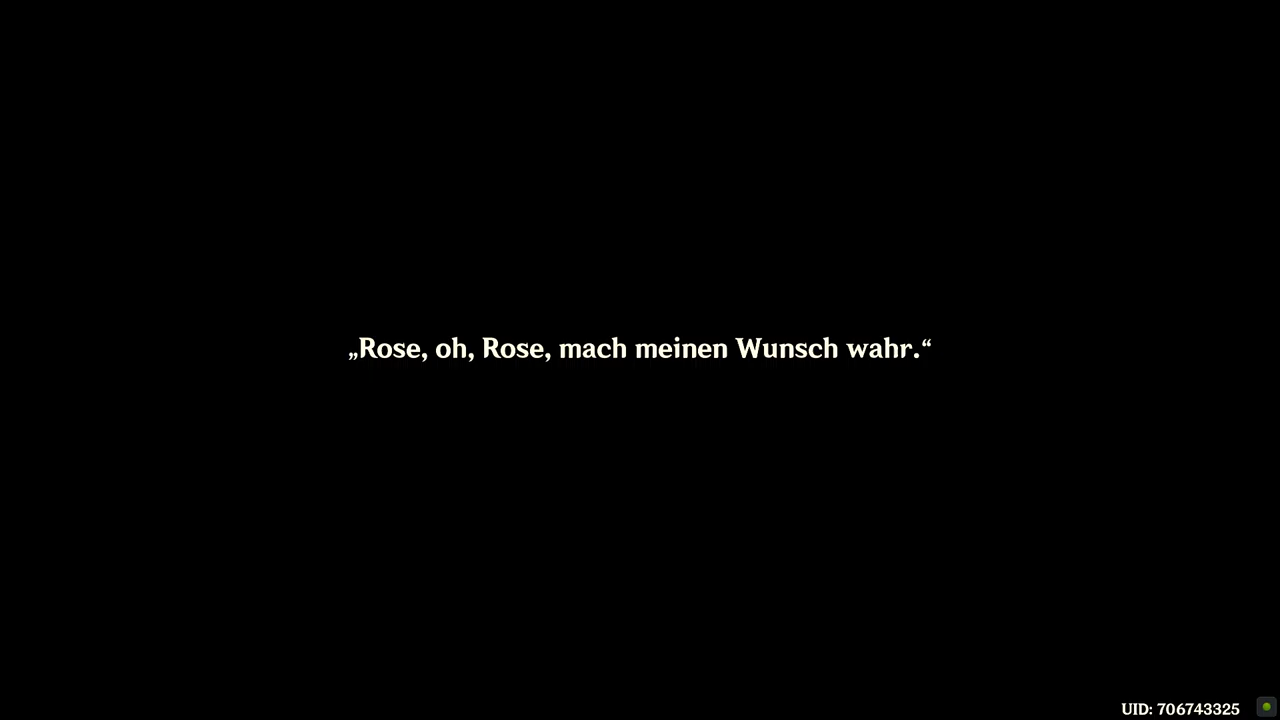 „Rose, oh, Rose, mach meinen Wunsch wahr.“
UID: 706743325